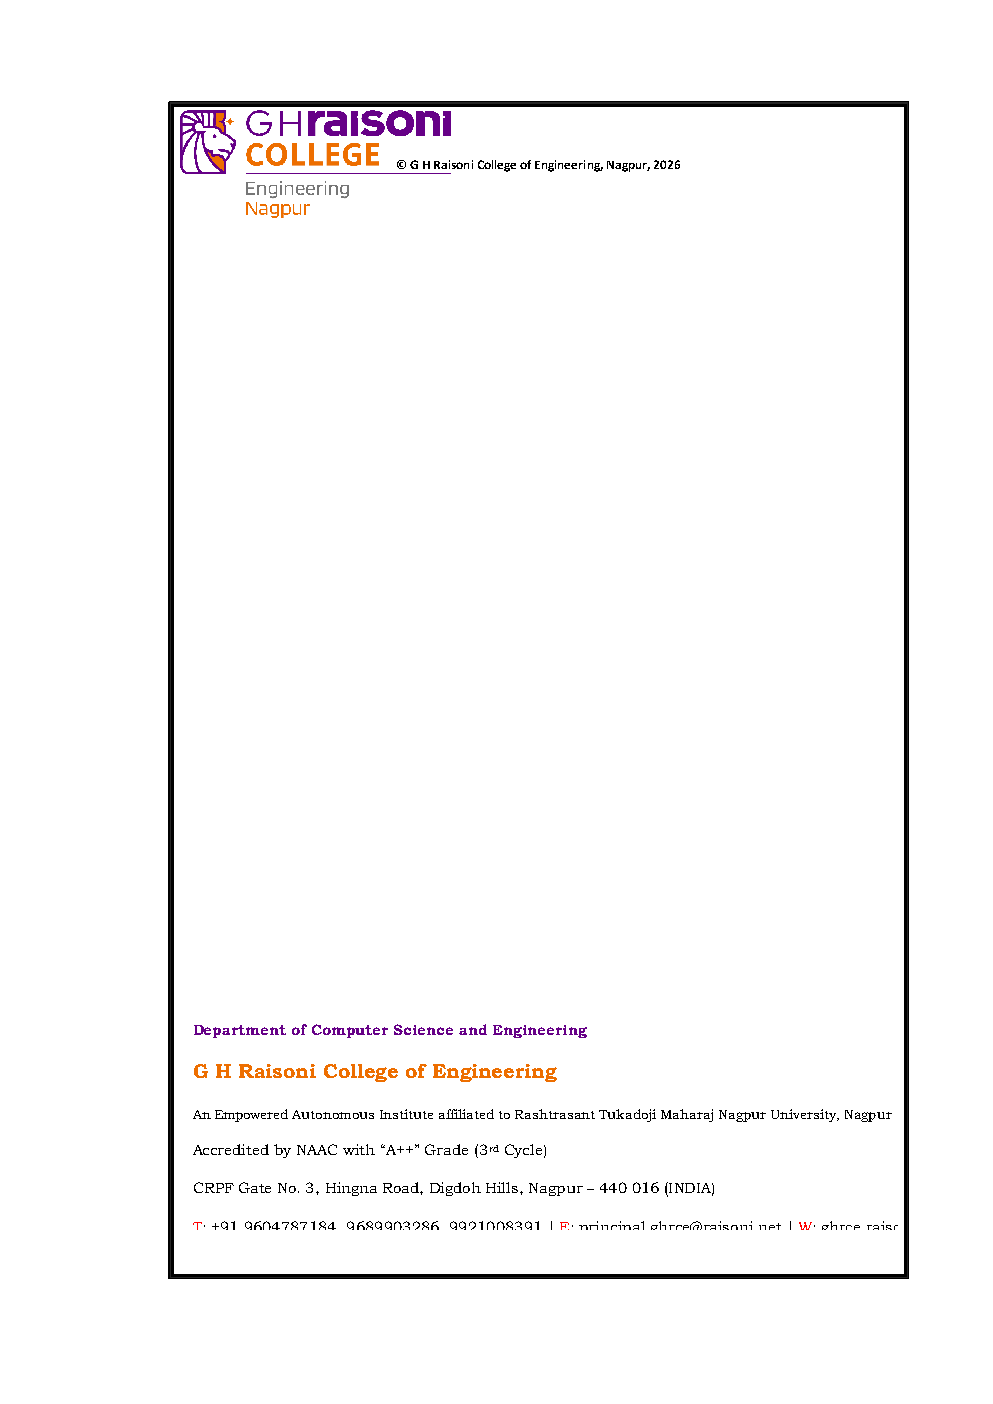 GHraisoni
COLLEGE
© G H Raisoni College of Engineering, Nagpur, 2026
Engineering
Nagpur
Department of Computer Science and Engineering
G H Raisoni College of Engineering
An Empowered Autonomous Institute affiliated to Rashtrasant Tukadoji Maharaj Nagpur University, Nagpur
Accredited by NAAC with “A++” Grade (3rd Cycle)
CRPF Gate No. 3, Hingna Road, Digdoh Hills, Nagpur – 440 016 (INDIA)
T: +91 9604787184, 9689903286, 9921008391 | E: principal.ghrce@raisoni.net | W: